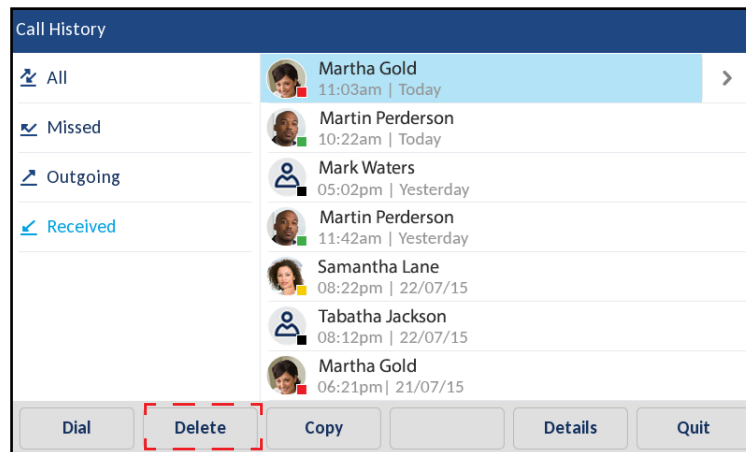 Call History
All
Missed
Outgoing
Received
Martha Gold
11:03am | Today
Martin Perderson
10:22am | Today
Mark Waters
05:02pm | Yesterday
Martin Perderson
11:42am | Yesterday
Samantha Lane
08:22pm | 22/07/15
Tabatha Jackson
08:12pm | 22/07/15
Martha Gold
06:21pm| 21/07/15
Dial Delete Copy Details Quit